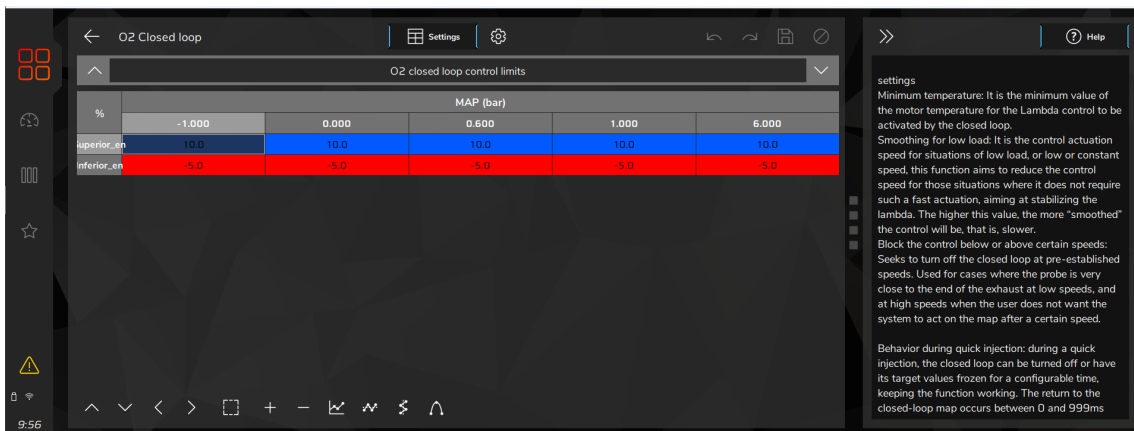 O2 Closed loop
Settings
Help
O2 closed loop control limits
%
MAP (bar)
-1.000 0.000 0.600 1.000 6.000
Superior_en 10.0 10.0 10.0 10.0 10.0
Inferior_en -5.0 -5.0 -5.0 -5.0 -5.0
9:56
settings
Minimum temperature: It is the minimum value of
the motor temperature for the Lambda control to be
activated by the closed loop.
Smoothing for low load: It is the control actuation
speed for situations of low load, or low or constant
speed, this function aims to reduce the control
speed for those situations where it does not require
such a fast actuation, aiming at stabilizing the
lambda. The higher this value, the more "smoothed"
the control will be, that is, slower.
Block the control below or above certain speeds:
Seeks to turn off the closed loop at pre-established
speeds. Used for cases where the probe is very
close to the end of the exhaust at low speeds, and
at high speeds when the user does not want the
system to act on the map after a certain speed.
Behavior during quick injection: during a quick
injection, the closed loop can be turned off or have
its target values frozen for a configurable time,
keeping the function working. The return to the
closed-loop map occurs between 0 and 999ms